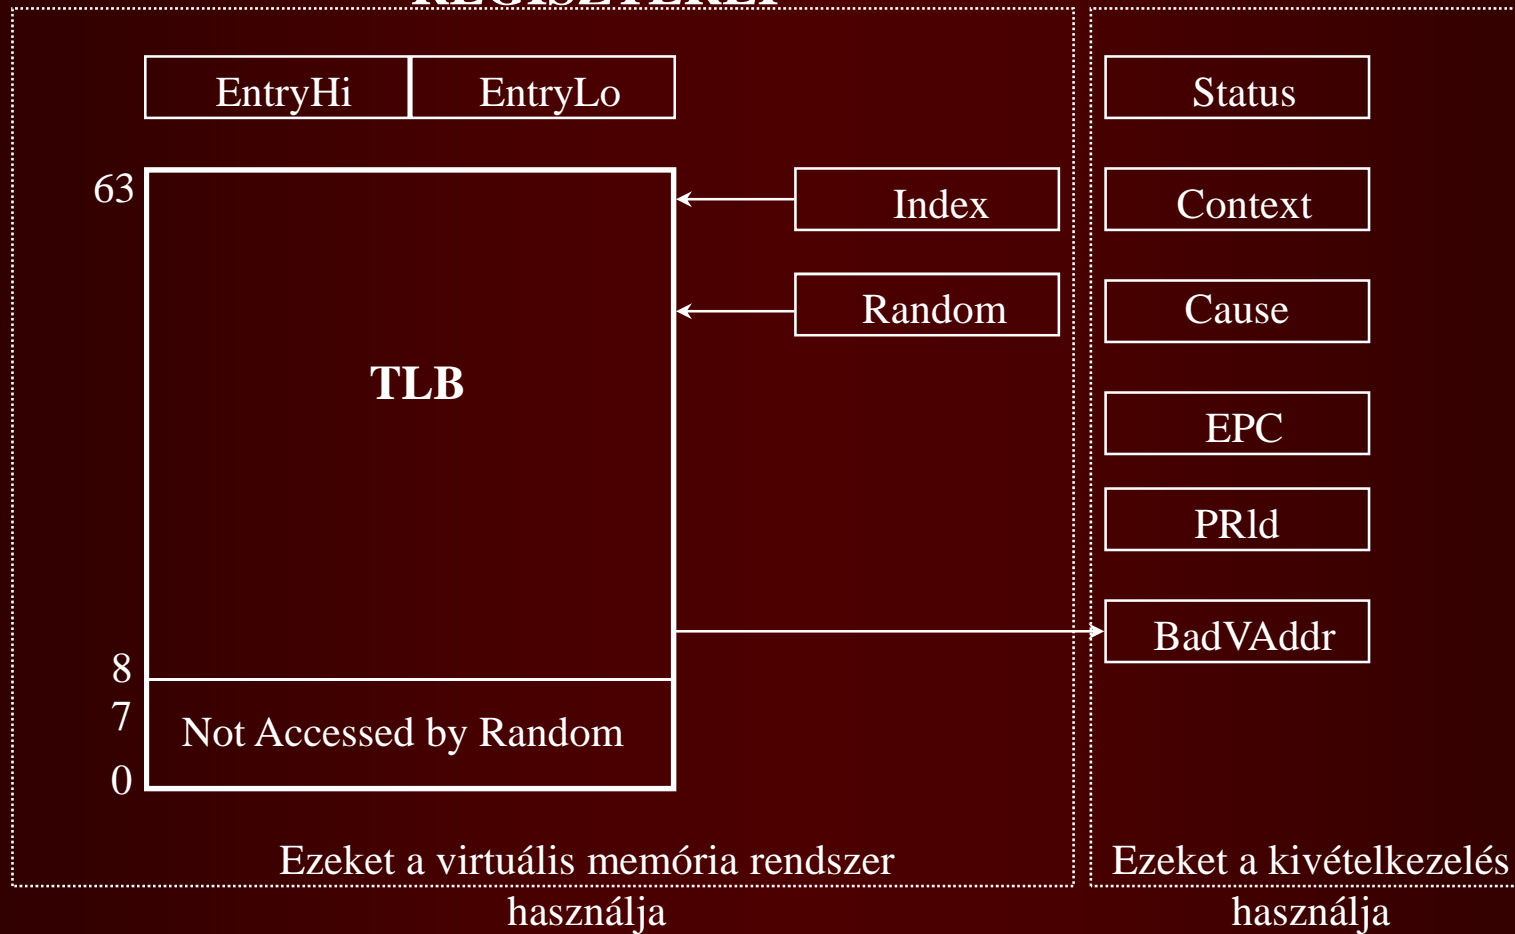 REGISZTEREI
EntryHi EntryLo
Status
63
Index
Context
Random
Cause
TLB
EPC
PRld
BadVAddr
8
7
Not Accessed by Random
0
Ezeket a virtuális memória rendszer
használja
Ezeket a kivételkezelés
használja